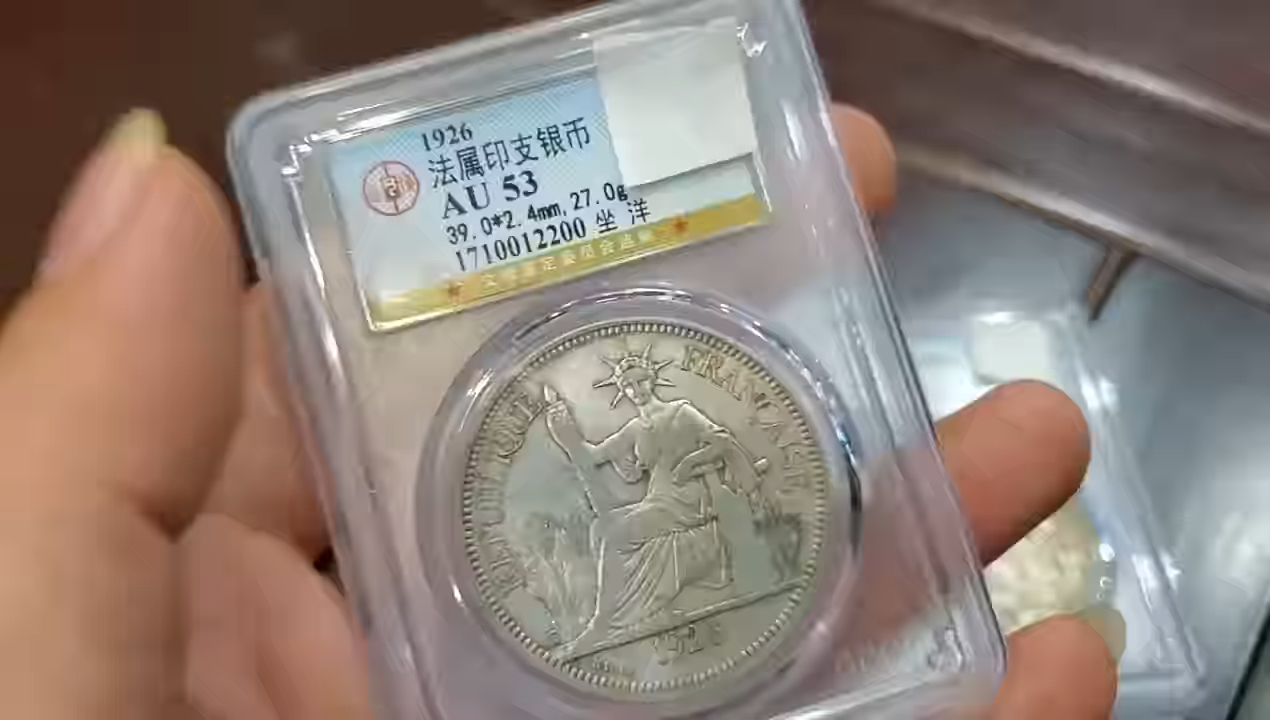 1926
法属印支银币
AU 53
39.0*2.4mm,27.0g
1710012200 坐 洋
REPUBLIQUE FRANÇAISE